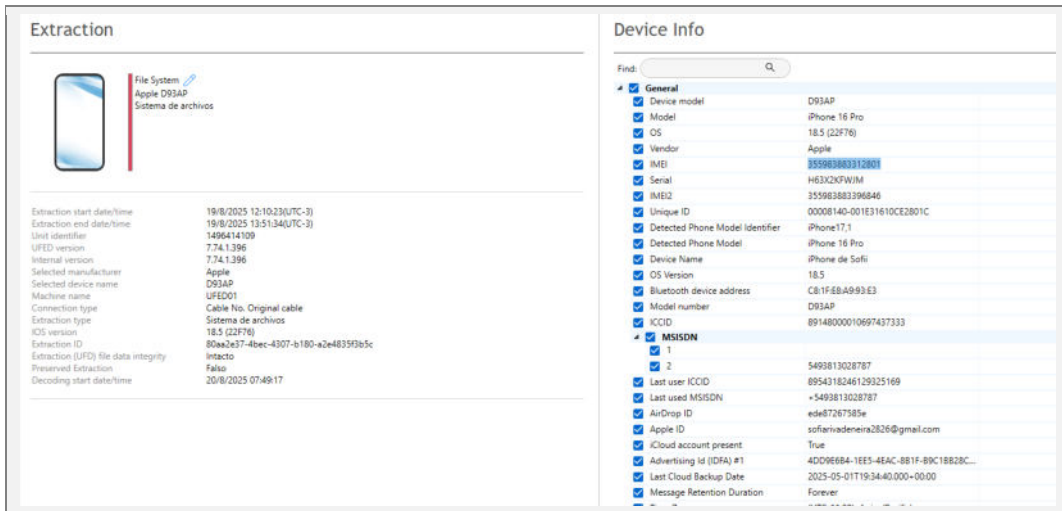 Extraction
File System
Apple D93AP
Sistema de archivos
Extraction start date/time 19/8/2025 12:10:23(UTC-3)
Extraction end date/time 19/8/2025 13:51:34(UTC-3)
Unit identifier 1496414109
UFED version 7.74.1.396
Internal version 7.74.1.396
Selected manufacturer Apple
Selected device name D93AP
Machine name UFED01
Connection type Cable No. Original cable
Extraction type Sistema de archivos
IOS version 18.5 (22F76)
Extraction ID 80aa2e37-4bec-4307-b180-a2e4835f3b5c
Extraction (UFD) file data integrity Intacto
Preserved Extraction Falso
Decoding start date/time 20/8/2025 07:49:17
Device Info
Find:
General
Device model D93AP
Model iPhone 16 Pro
OS 18.5 (22F76)
Vendor Apple
IMEI 355983883312801
Serial H63X2KFWJM
IMEI2 355983883396846
Unique ID 00008140-001E31610CE2801C
Detected Phone Model Identifier iPhone17,1
Detected Phone Model iPhone 16 Pro
Device Name iPhone de Sofii
OS Version 18.5
Bluetooth device address C8:1F:E8:A9:93:E3
Model number D93AP
ICCID 89148000010697437333
MSISDN
1
2 5493813028787
Last user ICCID 8954318246129325169
Last used MSISDN +5493813028787
AirDrop ID ede87267585e
Apple ID sofiarivadeneira2826@gmail.com
iCloud account present True
Advertising Id (IDFA) #1 4DD9E6B4-1EE5-4EAC-8B1F-B9C1BB28C...
Last Cloud Backup Date 2025-05-01T19:34:40.000+00:00
Message Retention Duration Forever